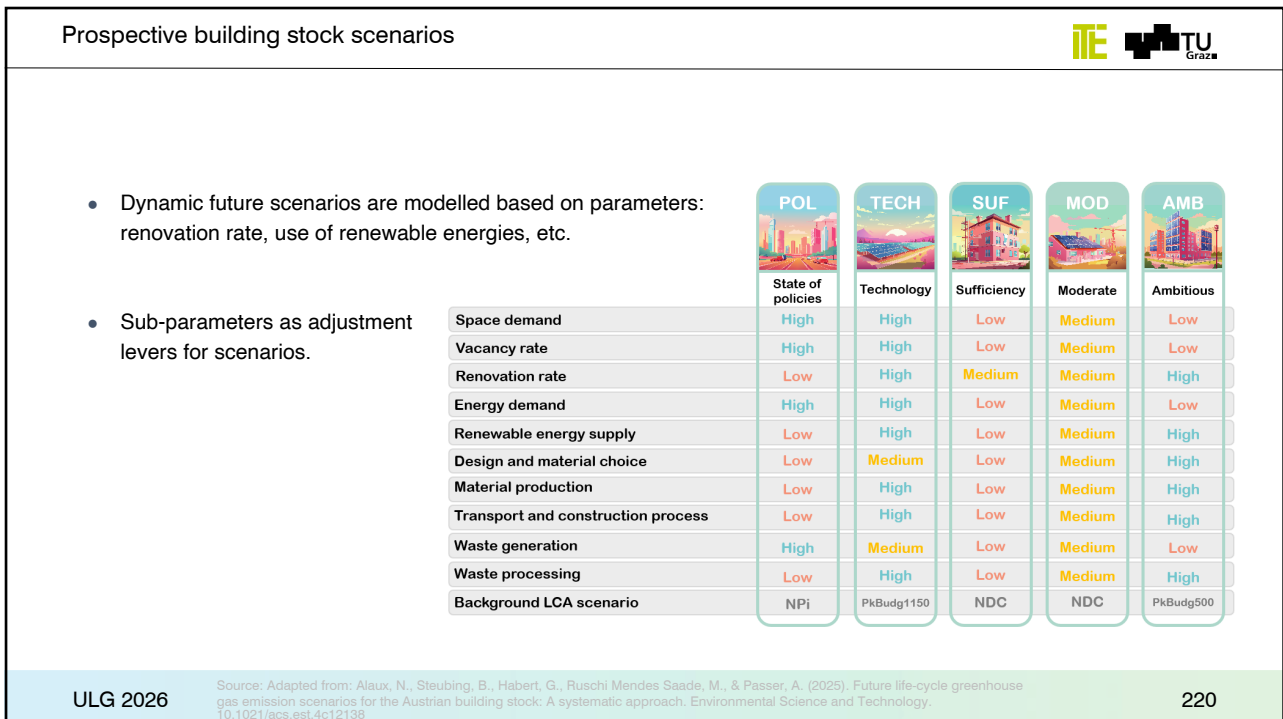 Prospective building stock scenarios
iTE TU
Graz
● Dynamic future scenarios are modelled based on parameters:
renovation rate, use of renewable energies, etc.
● Sub-parameters as adjustment
levers for scenarios.
POL TECH SUF MOD AMB
State of policies Technology Sufficiency Moderate Ambitious
Space demand High High Low Medium Low
Vacancy rate High High Low Medium Low
Renovation rate Low High Medium Medium High
Energy demand High High Low Medium Low
Renewable energy supply Low High Low Medium High
Design and material choice Low Medium Low Medium High
Material production Low High Low Medium High
Transport and construction process Low High Low Medium High
Waste generation High Medium Low Medium Low
Waste processing Low High Low Medium High
Background LCA scenario NPi PkBudg1150 NDC NDC PkBudg500
ULG 2026
Source: Adapted from: Alaux, N., Steubing, B., Habert, G., Ruschi Mendes Saade, M., & Passer, A. (2025). Future life-cycle greenhouse
gas emission scenarios for the Austrian building stock: A systematic approach. Environmental Science and Technology.
10.1021/acs.est.4c12138
220